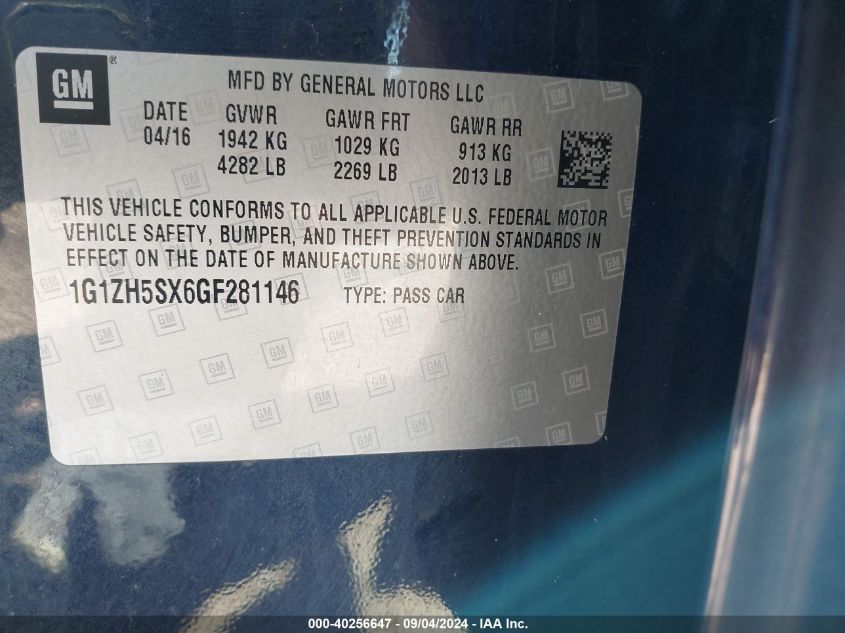 GM ®
MFD BY GENERAL MOTORS LLC
DATE GVWR GAWR FRT GAWR RR
04/16 1942 KG 1029 KG 913 KG
4282 LB 2269 LB 2013 LB
THIS VEHICLE CONFORMS TO ALL APPLICABLE U.S. FEDERAL MOTOR
VEHICLE SAFETY, BUMPER, AND THEFT PREVENTION STANDARDS IN
EFFECT ON THE DATE OF MANUFACTURE SHOWN ABOVE.
1G1ZH5SX6GF281146 TYPE: PASS CAR
000-40256647 - 09/04/2024 - IAA Inc.